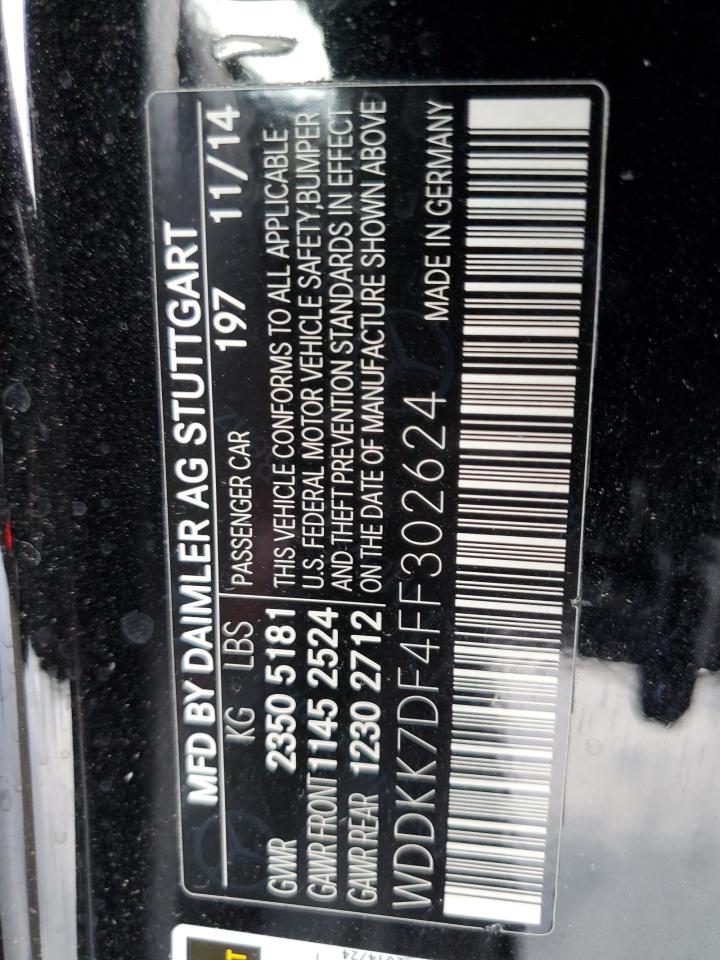 MFD BY DAIMLER AG STUTTGART
197 11/14
KG LBS PASSENGER CAR
GVWR 2350 5181 THIS VEHICLE CONFORMS TO ALL APPLICABLE
GAWR FRONT 1145 2524 U.S. FEDERAL MOTOR VEHICLE SAFETY, BUMPER
GAWR REAR 1230 2712 AND THEFT PREVENTION STANDARDS IN EFFECT
ON THE DATE OF MANUFACTURE SHOWN ABOVE
WDDKK7DF4FF302624 MADE IN GERMANY